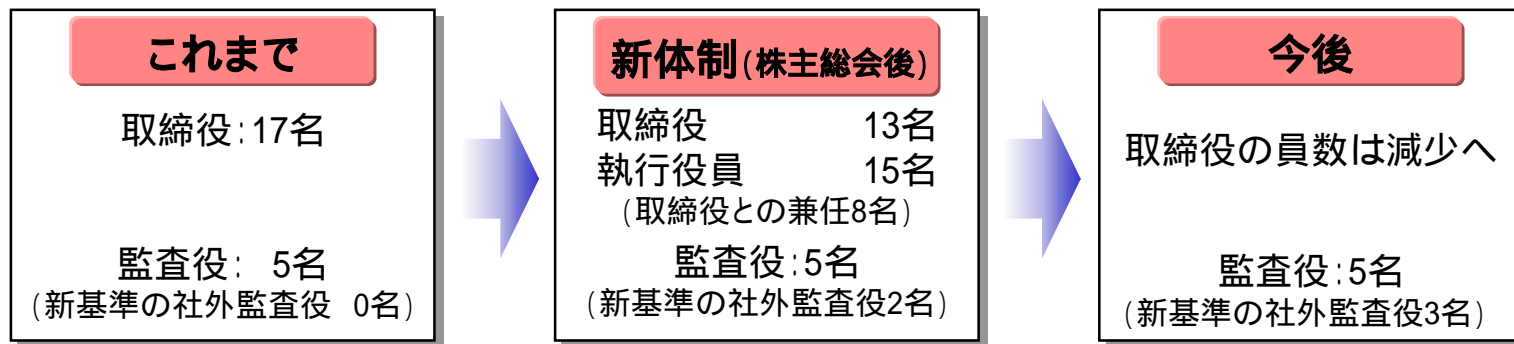 これまで
取締役:17名
監査役: 5名
(新基準の社外監査役 0名)
新体制(株主総会後)
取締役 13名
執行役員 15名
(取締役との兼任8名)
監査役:5名
(新基準の社外監査役2名)
今後
取締役の員数は減少へ
監査役:5名
(新基準の社外監査役3名)